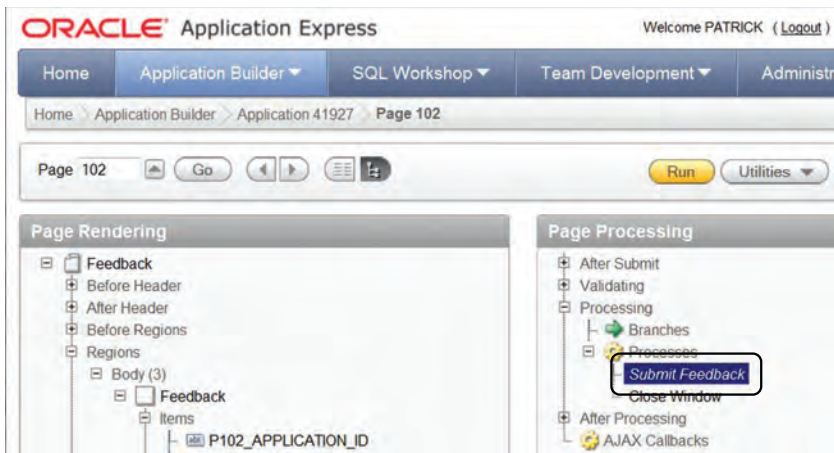 ORACLE Application Express
Welcome PATRICK ( Logout )
Home Application Builder SQL Workshop Team Development Administr
Home Application Builder Application 41927 Page 102
Page 102 Go Run Utilities
Page Rendering
Feedback
Before Header
After Header
Before Regions
Regions
Body (3)
Feedback
Items
P102_APPLICATION_ID
Page Processing
After Submit
Validating
Processing
Branches
Processes
Submit Feedback
Close Window
After Processing
AJAX Callbacks